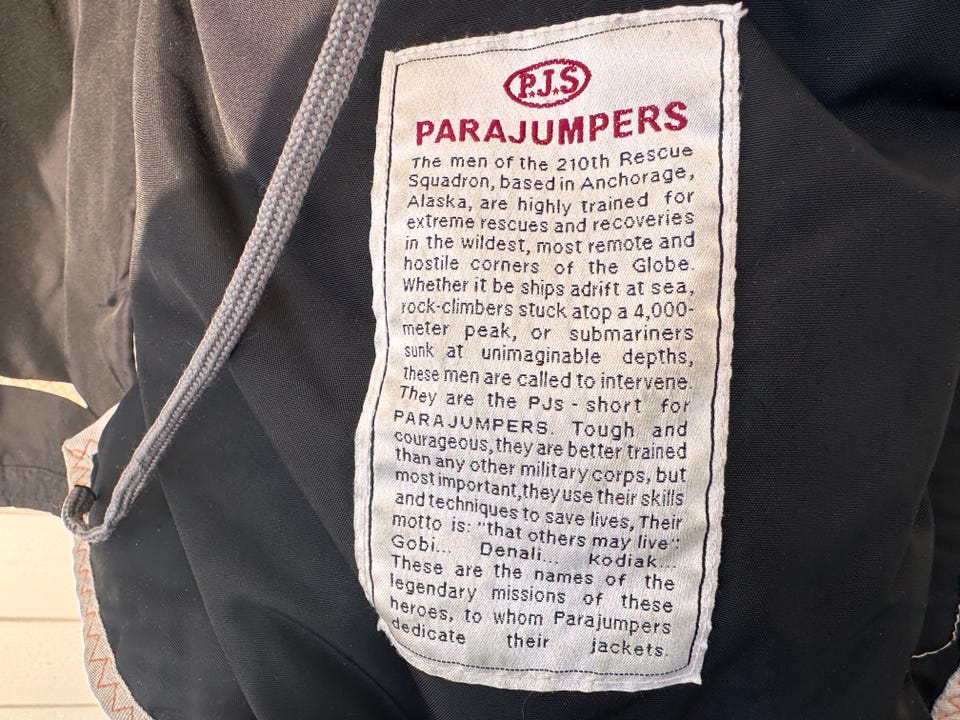 P.J.S
PARAJUMPERS
The men of the 210th Rescue
Squadron, based in Anchorage,
Alaska, are highly trained for
extreme rescues and recoveries
in the wildest, most remote and
hostile corners of the Globe.
Whether it be ships adrift at sea,
rock-climbers stuck atop a 4,000-
meter peak, or submariners
sunk at unimaginable depths,
these men are called to intervene.
They are the PJs - short for
PARAJUMPERS. Tough and
courageous, they are better trained
than any other military corps, but
most important, they use their skills
and techniques to save lives, Their
motto is: "that others may live":
Gobi... Denali... Kodiak...
These are the names of the
legendary missions of these
heroes, to whom Parajumpers
dedicate their jackets.